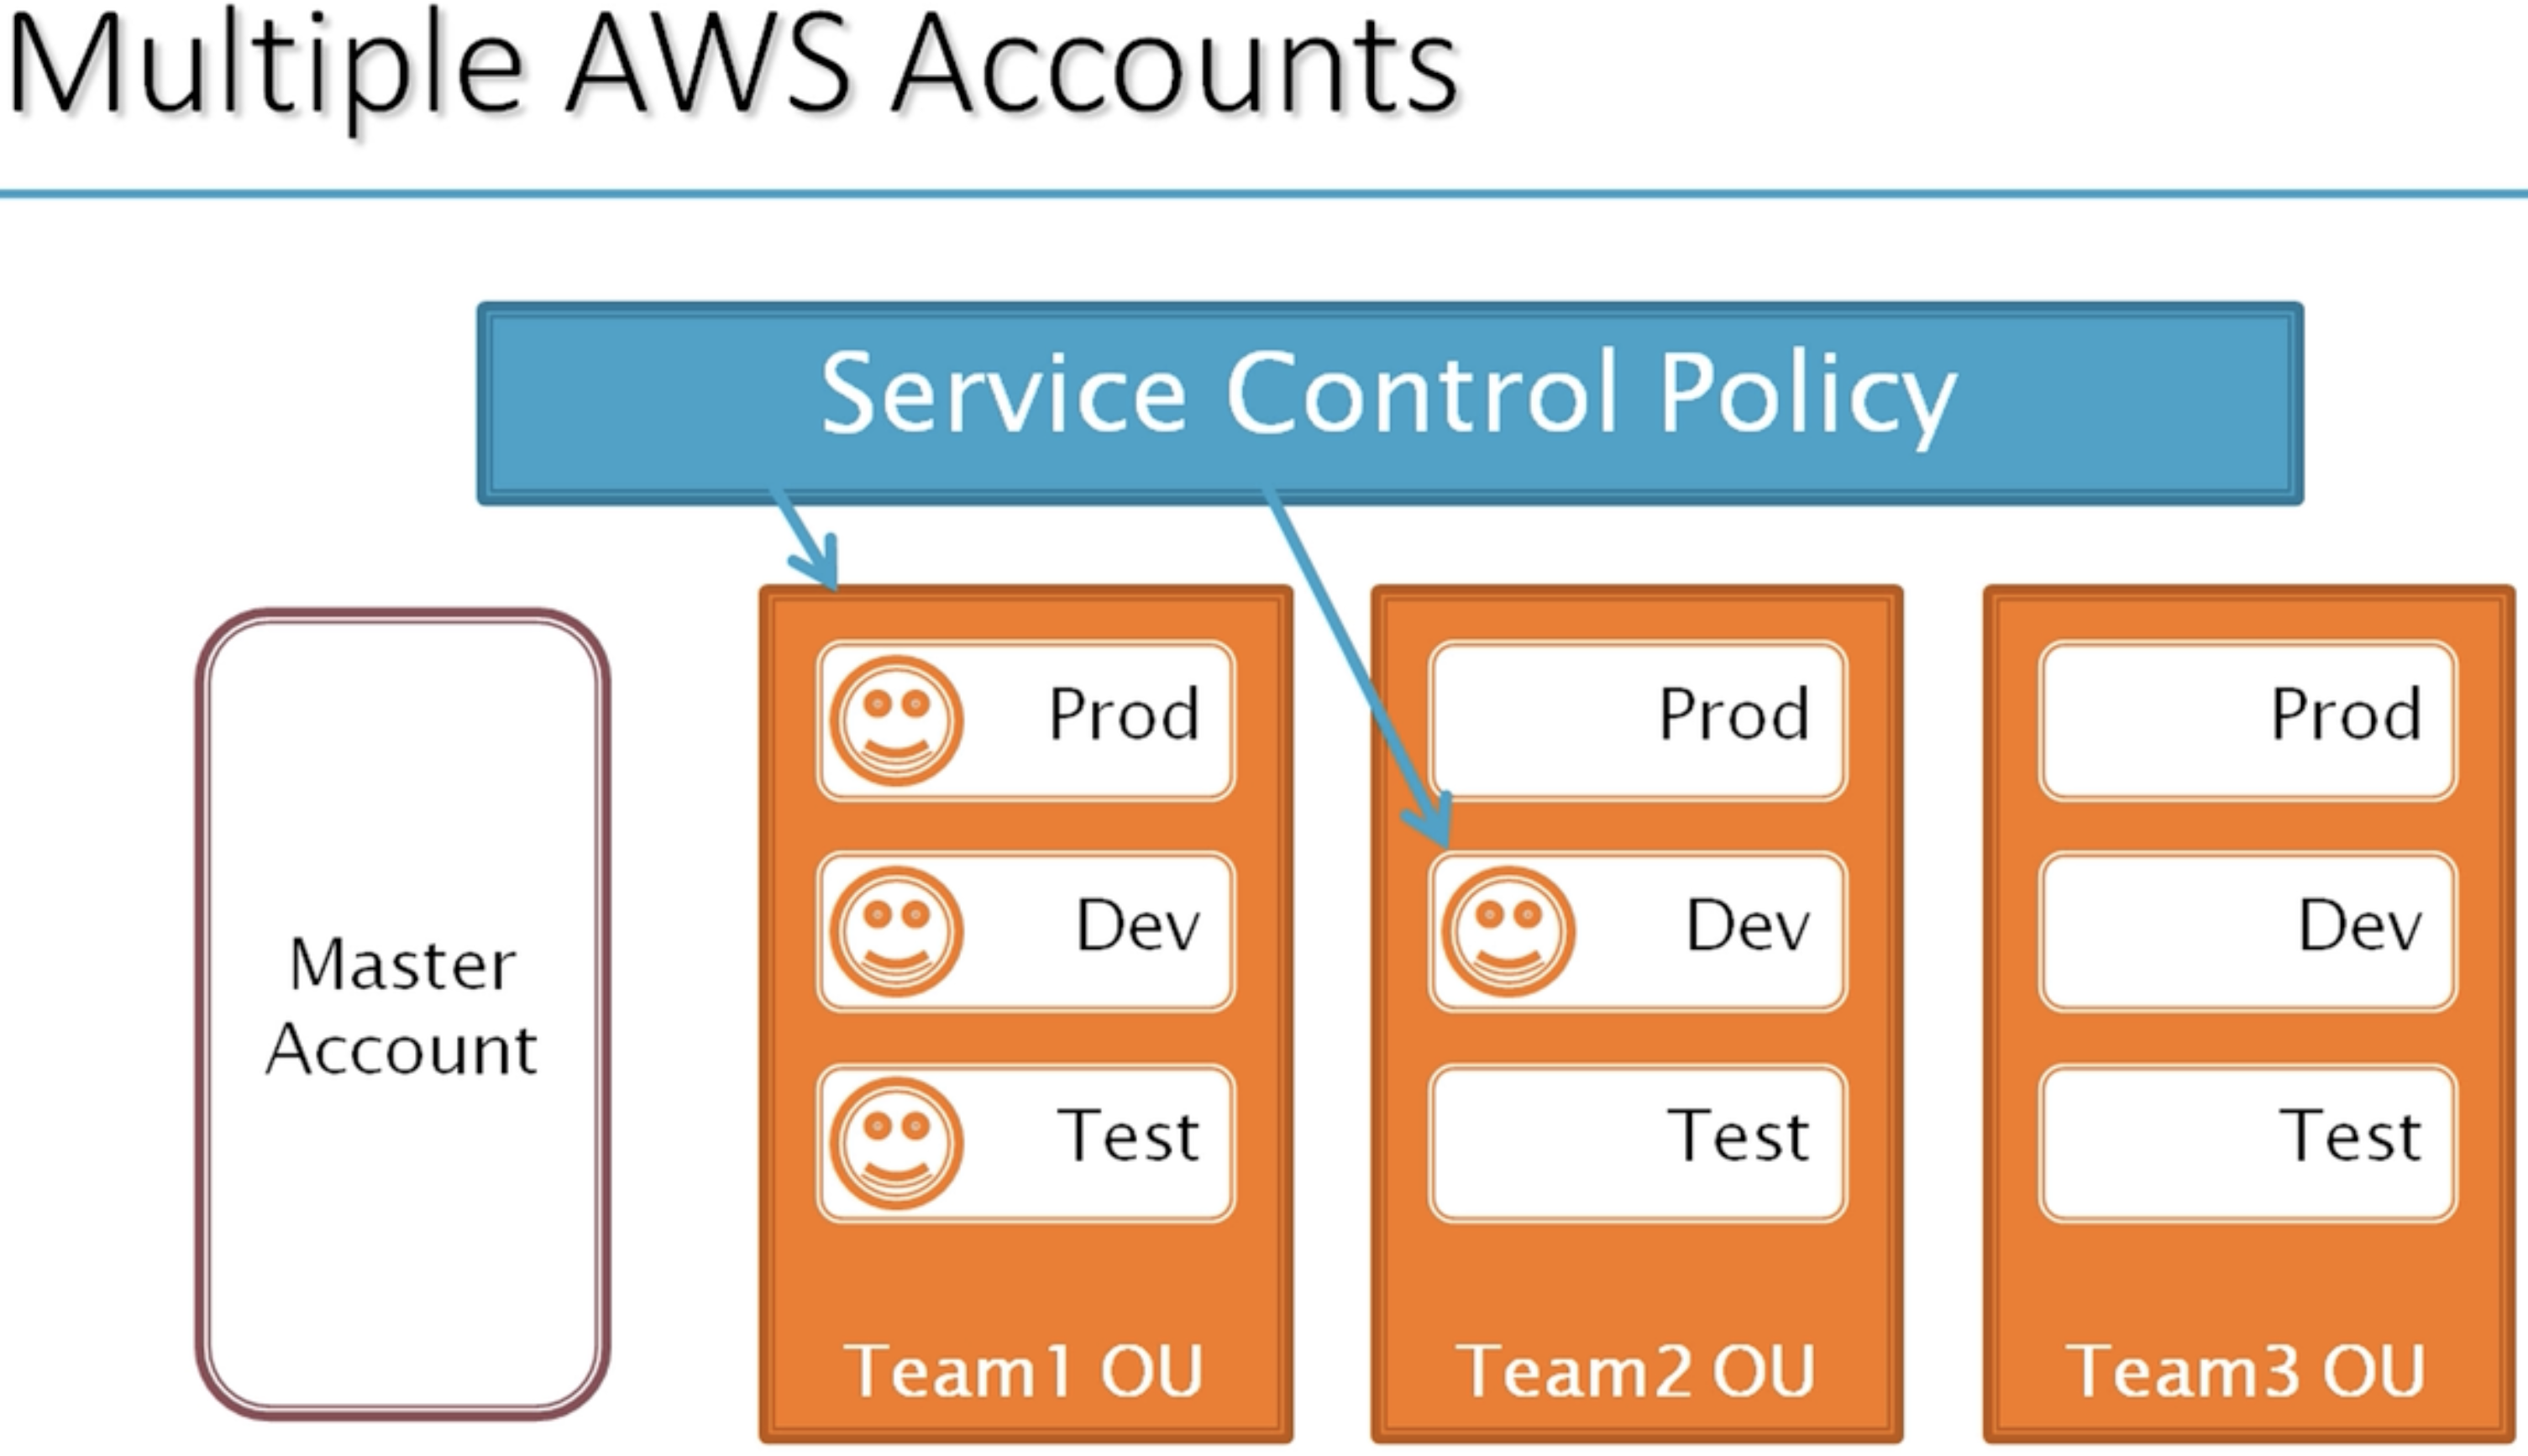 Multiple AWS Accounts
Service Control Policy
Master
Account
Prod
Dev
Test
Team1 OU
Prod
Dev
Test
Team2 OU
Prod
Dev
Test
Team3 OU